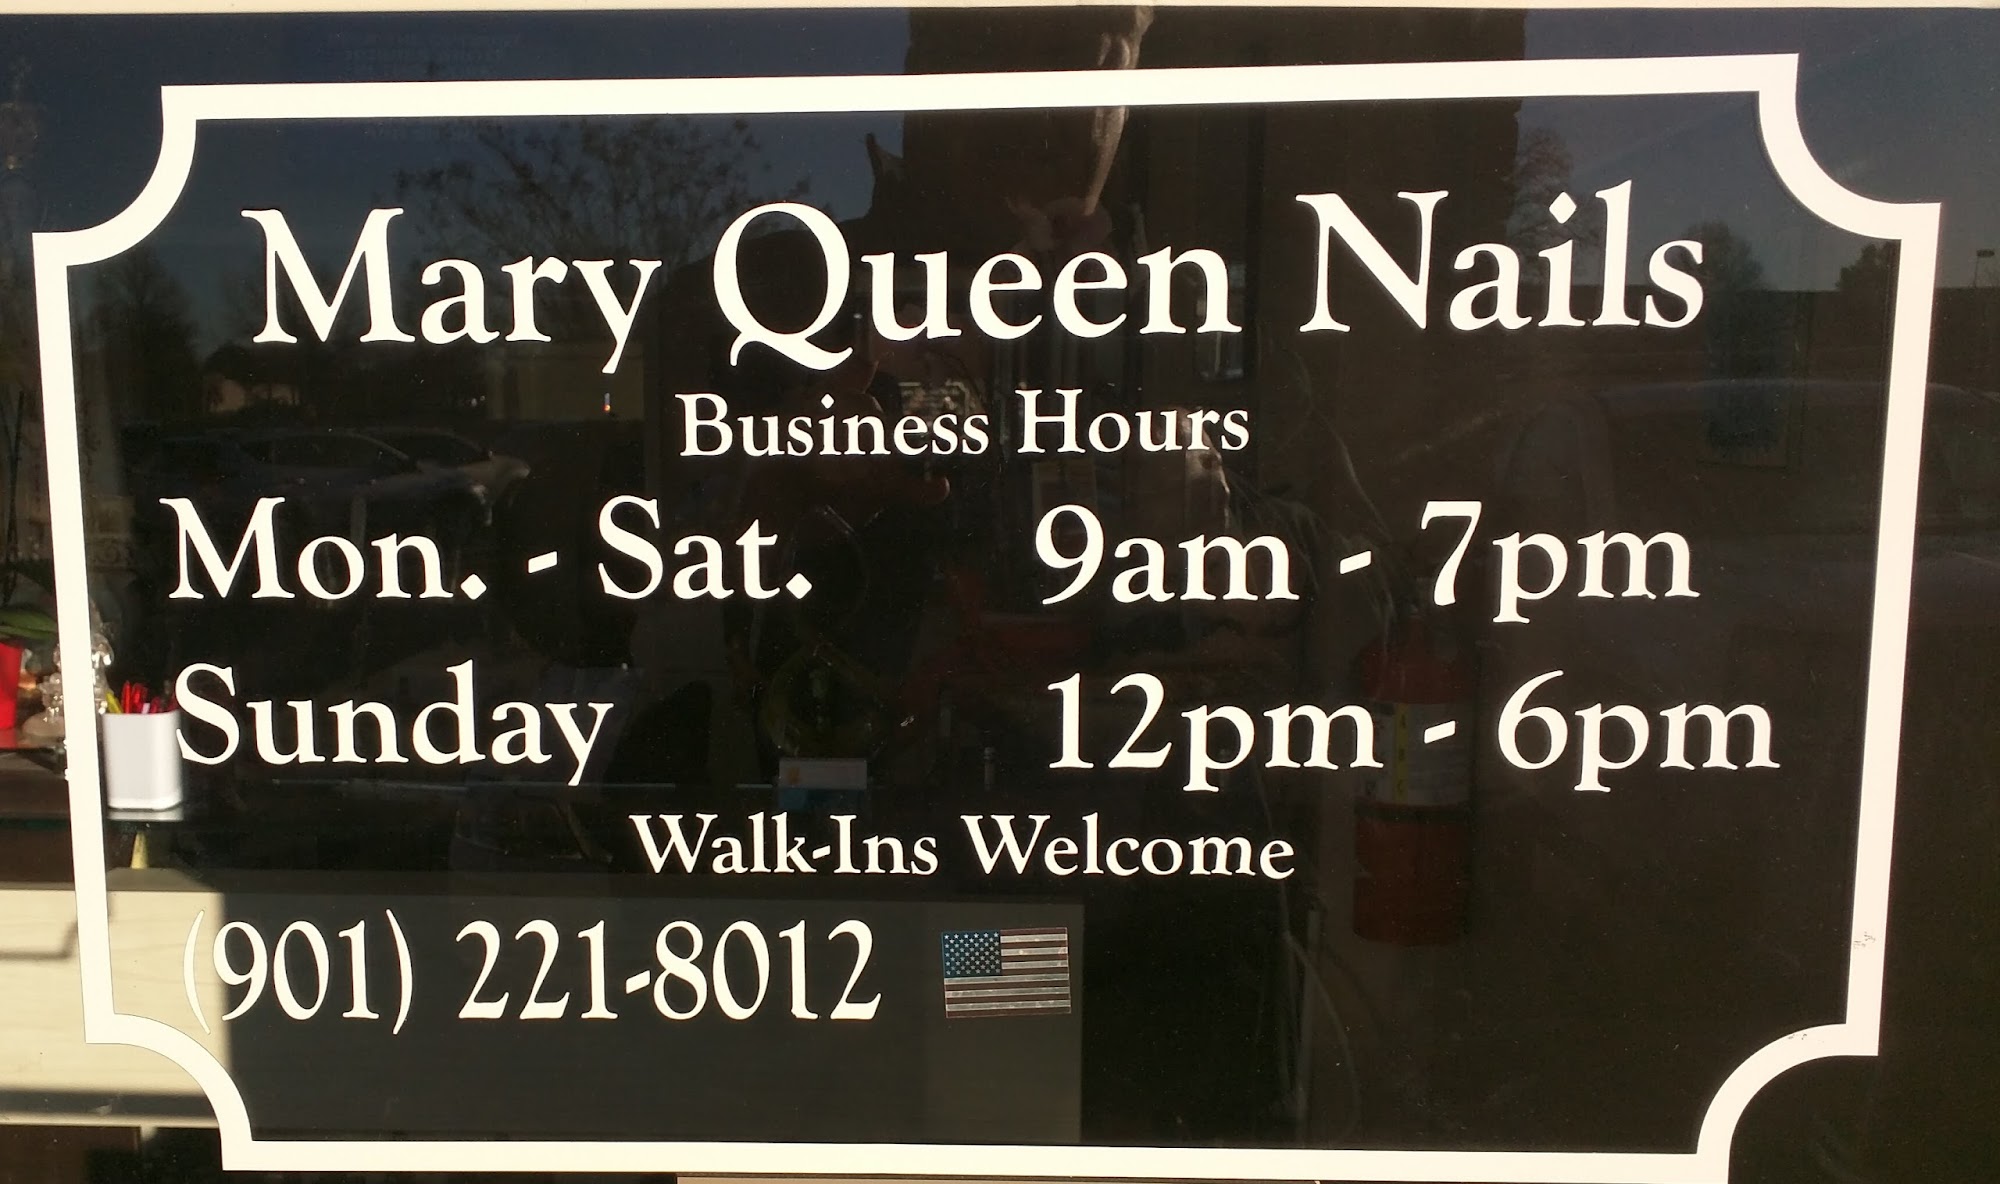 Mary Queen Nails
Business Hours
Mon. - Sat. 9am - 7pm
Sunday 12pm - 6pm
Walk-Ins Welcome
(901) 221-8012